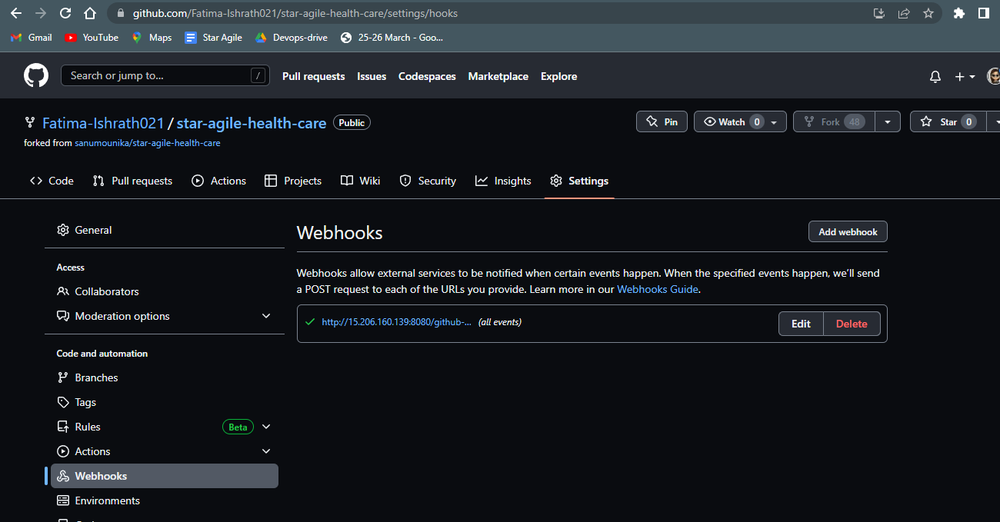 github.com/Fatima-Ishrath021/star-agile-health-care/settings/hooks
Gmail YouTube Maps Star Agile Devops-drive 25-26 March - Goo...
Search or jump to... / Pull requests Issues Codespaces Marketplace Explore
Fatima-Ishrath021 / star-agile-health-care Public Pin Watch 0 Fork 48 Star 0
forked from sanumounika/star-agile-health-care
Code Pull requests Actions Projects Wiki Security Insights Settings
General
Access
Collaborators
Moderation options
Code and automation
Branches
Tags
Rules Beta
Actions
Webhooks
Environments
Webhooks Add webhook
Webhooks allow external services to be notified when certain events happen. When the specified events happen, we'll send
a POST request to each of the URLs you provide. Learn more in our Webhooks Guide.
http://15.206.160.139:8080/github-... (all events) Edit Delete